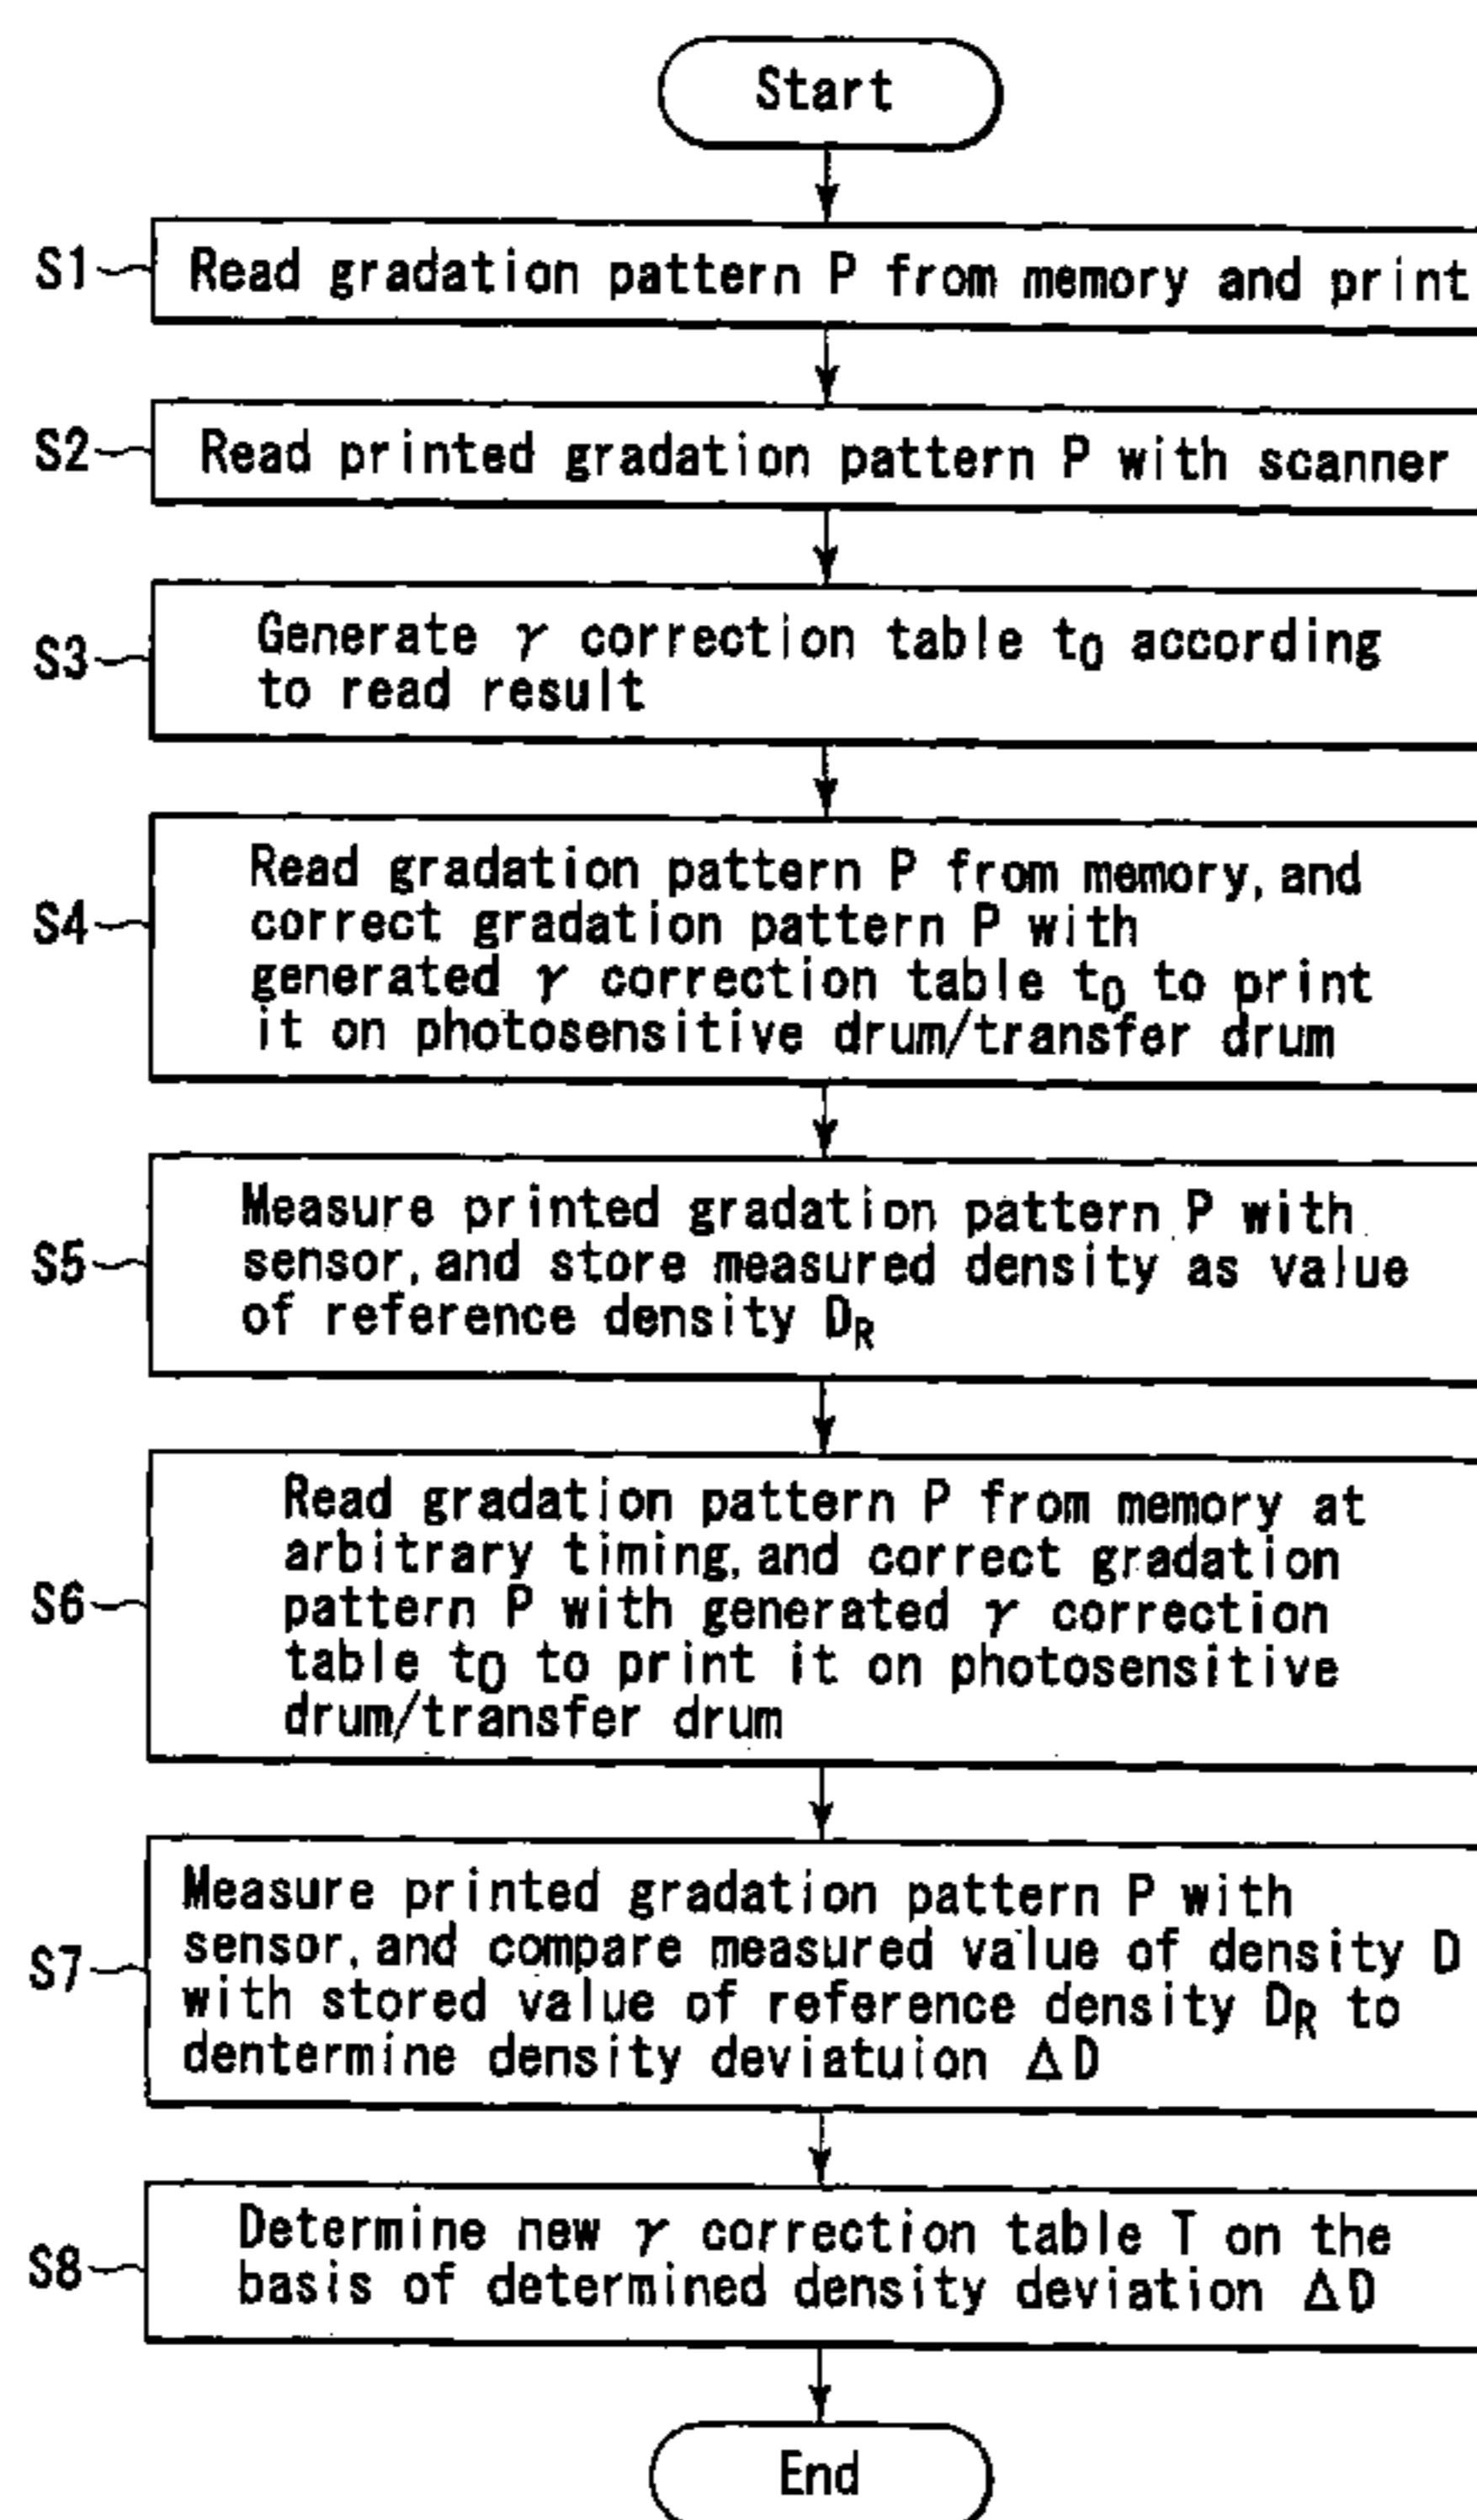 Start
S1 Read gradation pattern P from memory and print
S2 Read printed gradation pattern P with scanner
S3 Generate γ correction table t0 according
to read result
S4 Read gradation pattern P from memory, and
correct gradation pattern P with
generated γ correction table t0 to print
it on photosensitive drum/transfer drum
S5 Measure printed gradation pattern P with
sensor, and store measured density as value
of reference density DR
S6 Read gradation pattern P from memory at
arbitrary timing, and correct gradation
pattern P with generated γ correction
table t0 to print it on photosensitive
drum/transfer drum
S7 Measure printed gradation pattern P with
sensor, and compare measured value of density D
with stored value of reference density DR to
dentermine density deviatuion ΔD
S8 Determine new γ correction table T on the
basis of determined density deviation ΔD
End